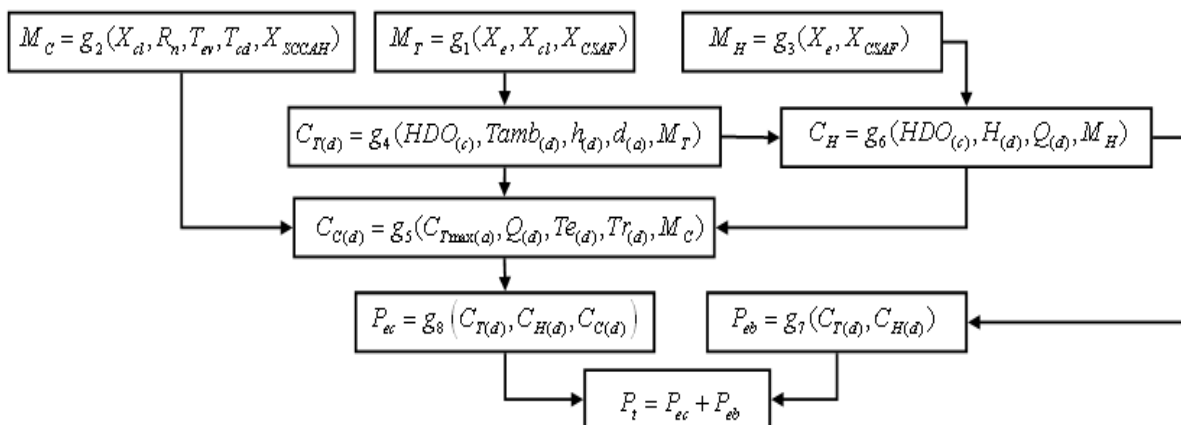 M_C = g_2(X_cl, R_n, T_ev, T_cd, X_SCCAH)
M_T = g_1(X_e, X_cl, X_CSAF)
M_H = g_3(X_e, X_CSAF)
C_T(d) = g_4(HDO_(c), Tamb_(d), h_(d), d_(a), M_T)
C_H = g_6(HDO_(c), H_(d), Q_(d), M_H)
C_C(d) = g_5(C_Tmax(a), Q_(d), Te_(d), Tr_(d), M_C)
P_ec = g_8(C_T(d), C_H(d), C_C(d))
P_eb = g_7(C_T(d), C_H(d))
P_t = P_ec + P_eb